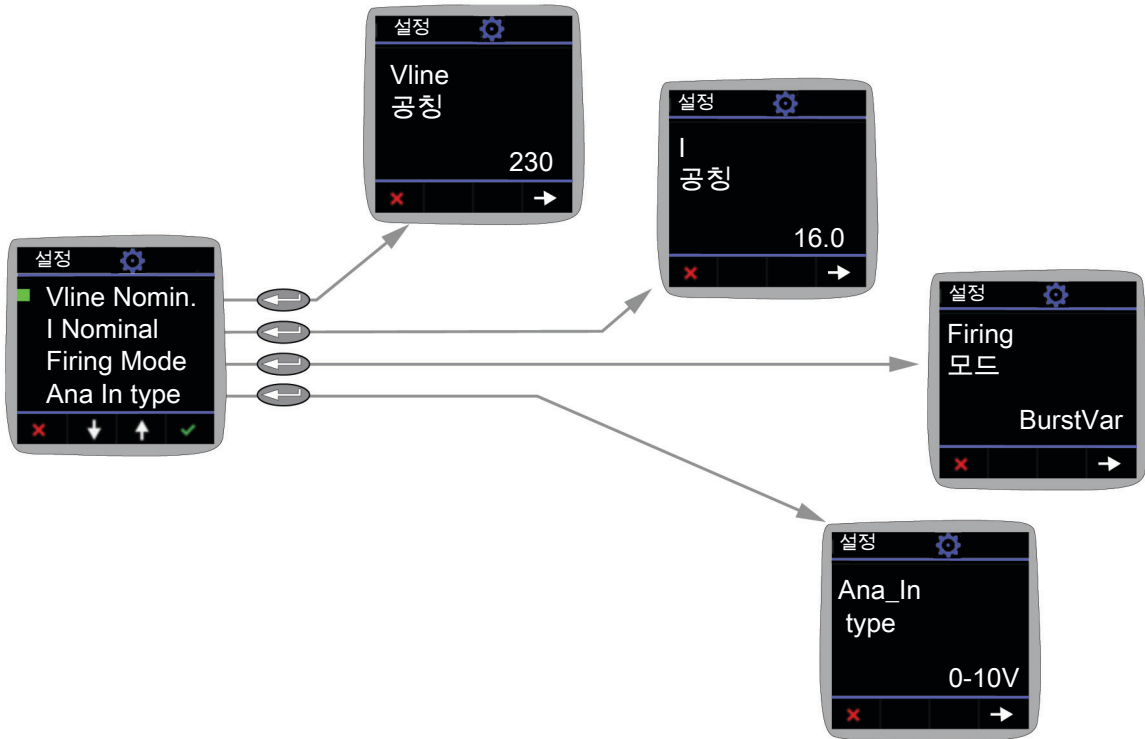 설정
Vline Nomin.
I Nominal
Firing Mode
Ana In type
설정
Vline
공칭
230
설정
I
공칭
16.0
설정
Firing
모드
BurstVar
설정
Ana_In
type
0-10V